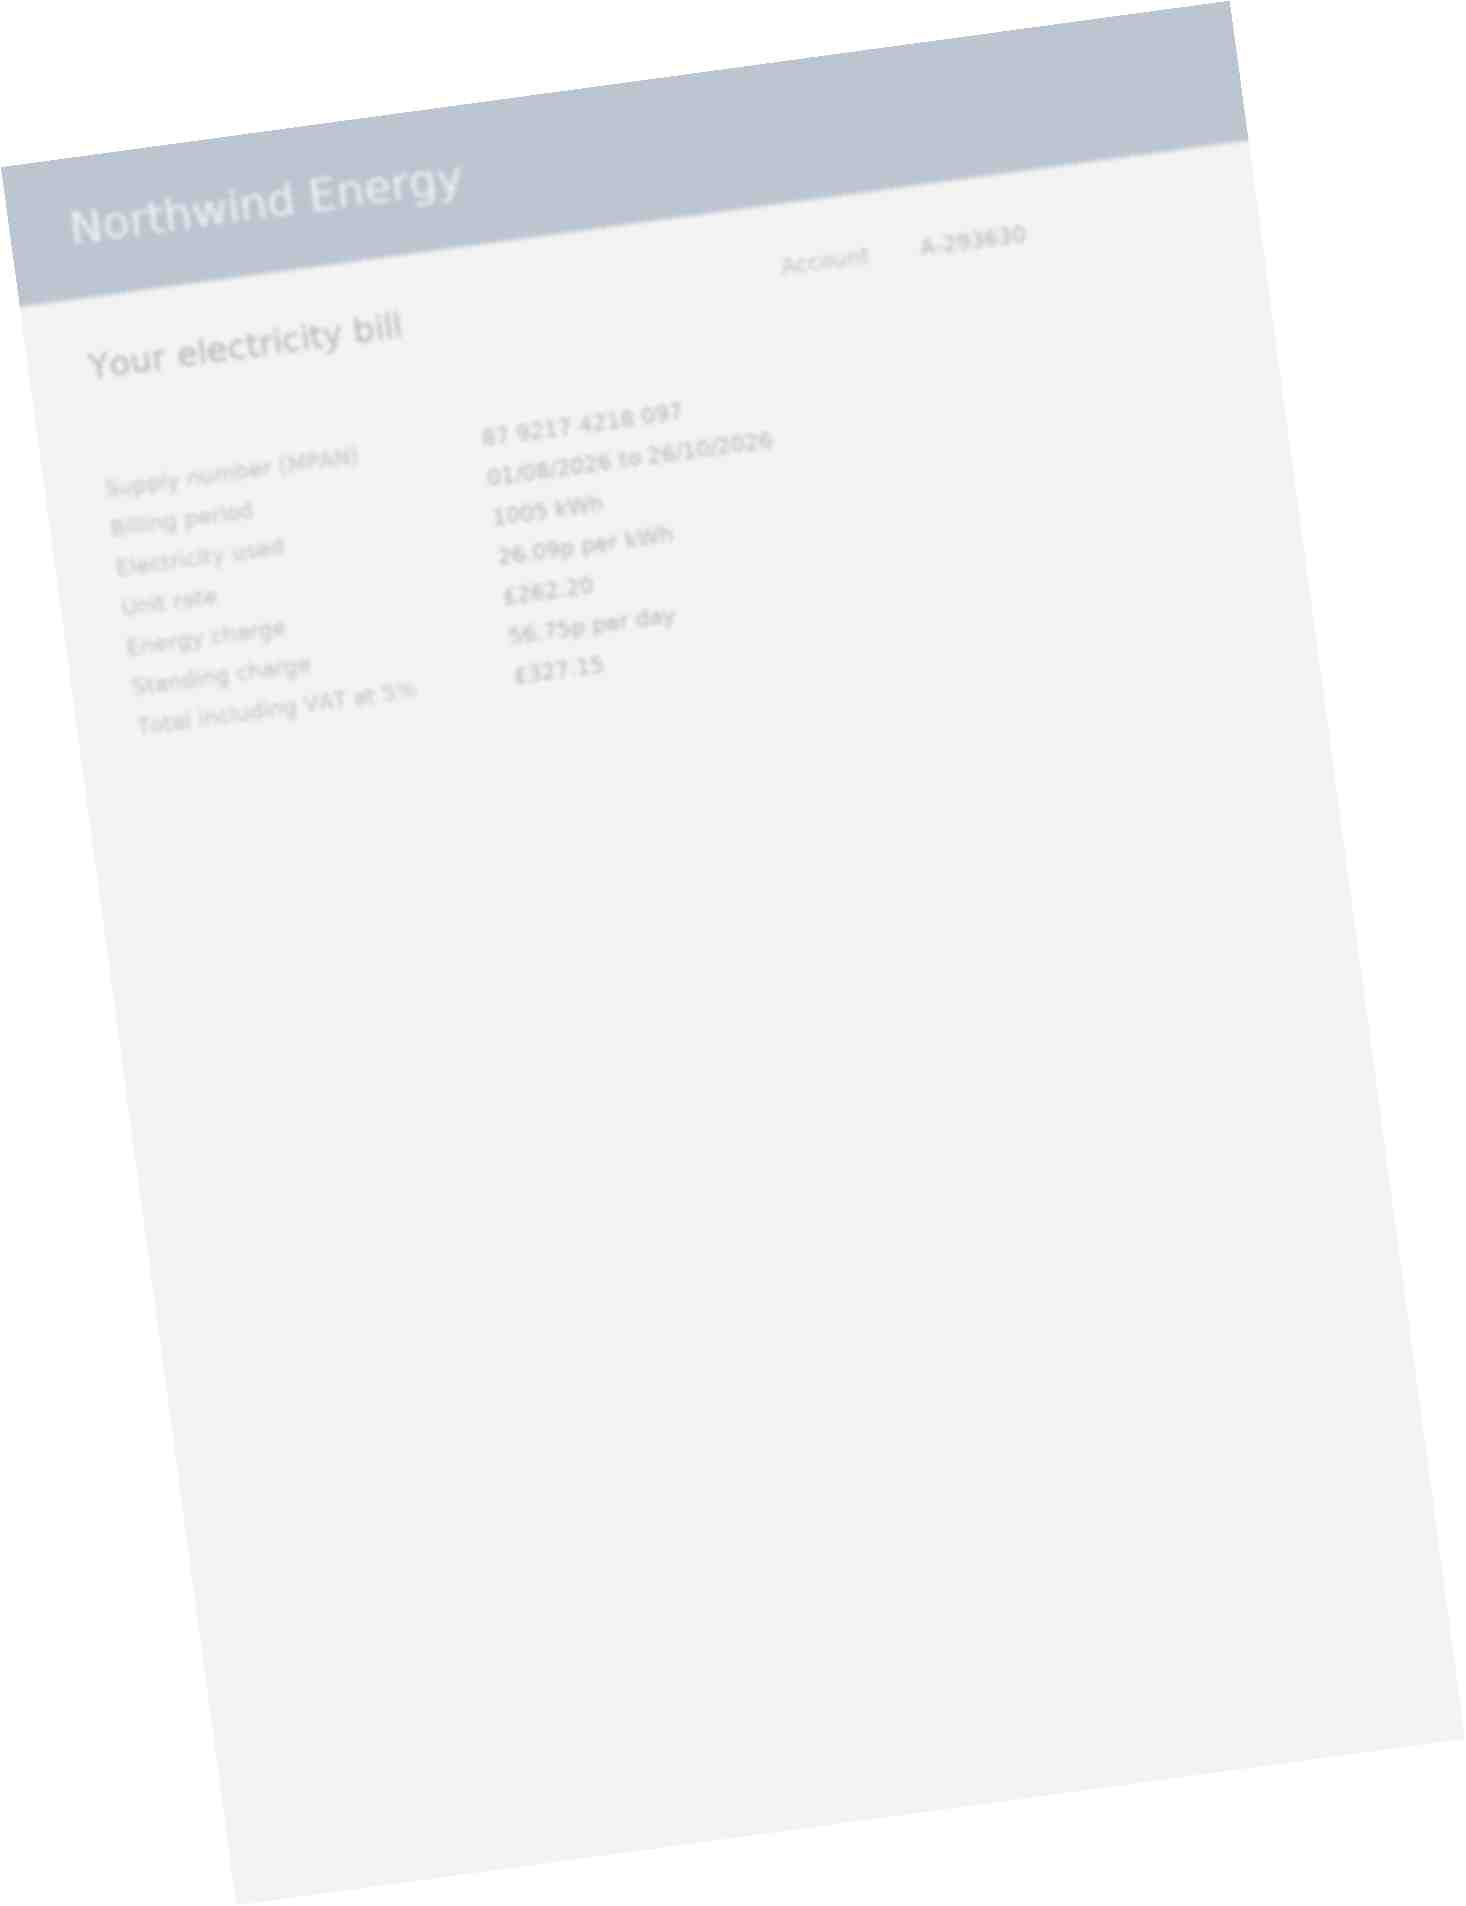 Northwind Energy
Account A-293630
Your electricity bill
Supply number (MPAN) 87 9217 4218 097
Billing period 01/08/2026 to 26/10/2026
Electricity used 1005 kWh
Unit rate 26.09p per kWh
Energy charge £262.20
Standing charge 56.75p per day
Total including VAT at 5% £327.15